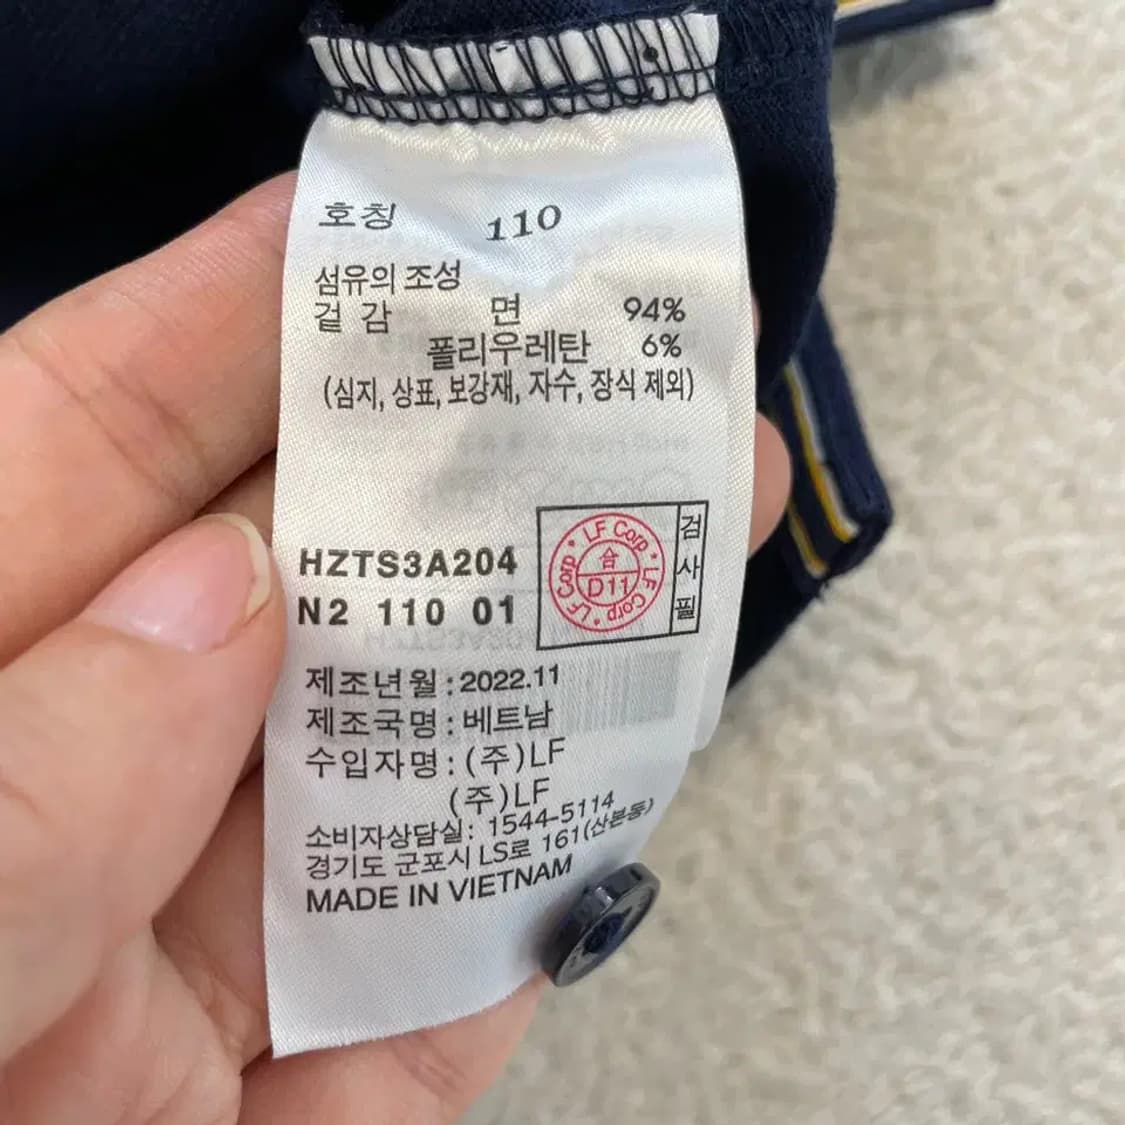 호칭 110
섬유의 조성
겉 감 면 94%
폴리우레탄 6%
(심지, 상표, 보강재, 자수, 장식 제외)
HZTS3A204
N2 110 01
LF Corp · LF Corp · LF Corp ·
合
D11
검사필
제조년월 : 2022.11
제조국명 : 베트남
수입자명 : (주)LF
(주)LF
소비자상담실: 1544-5114
경기도 군포시 LS로 161(산본동)
MADE IN VIETNAM